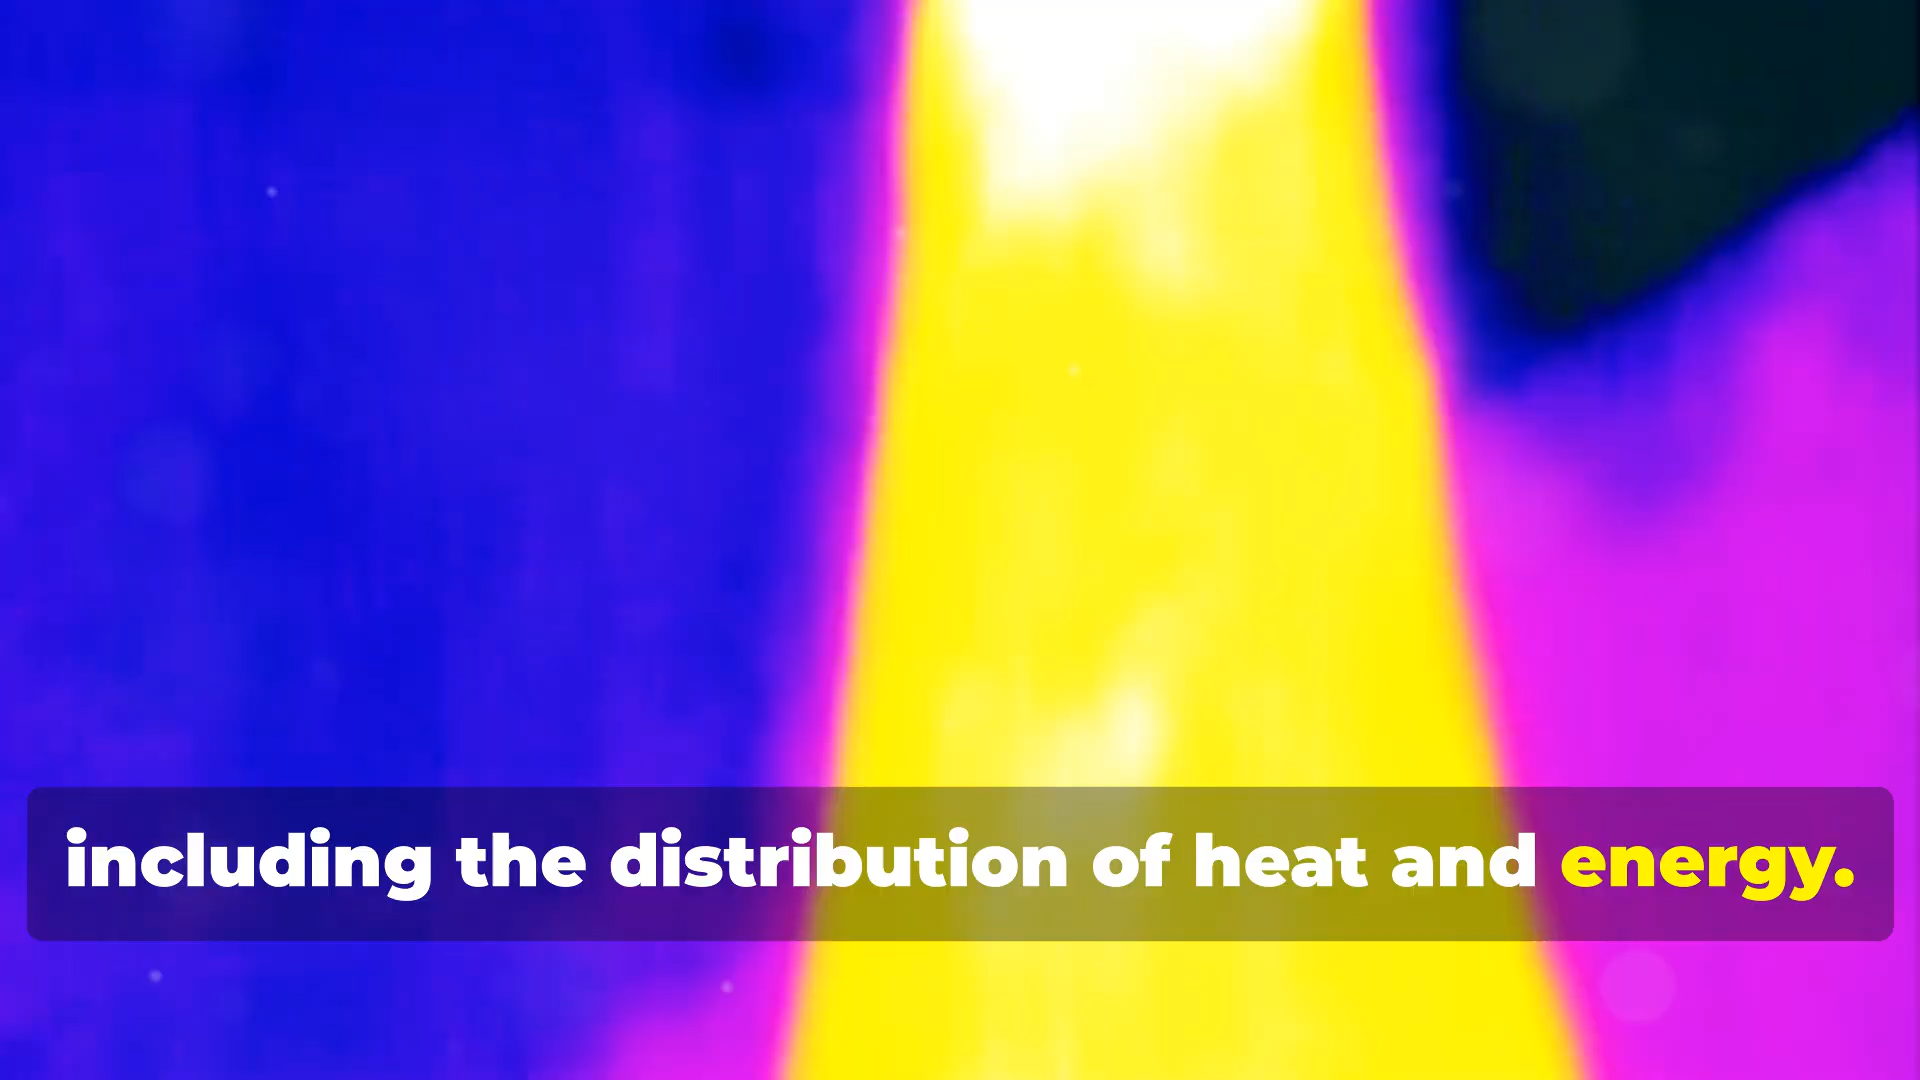 including the distribution of heat and energy.